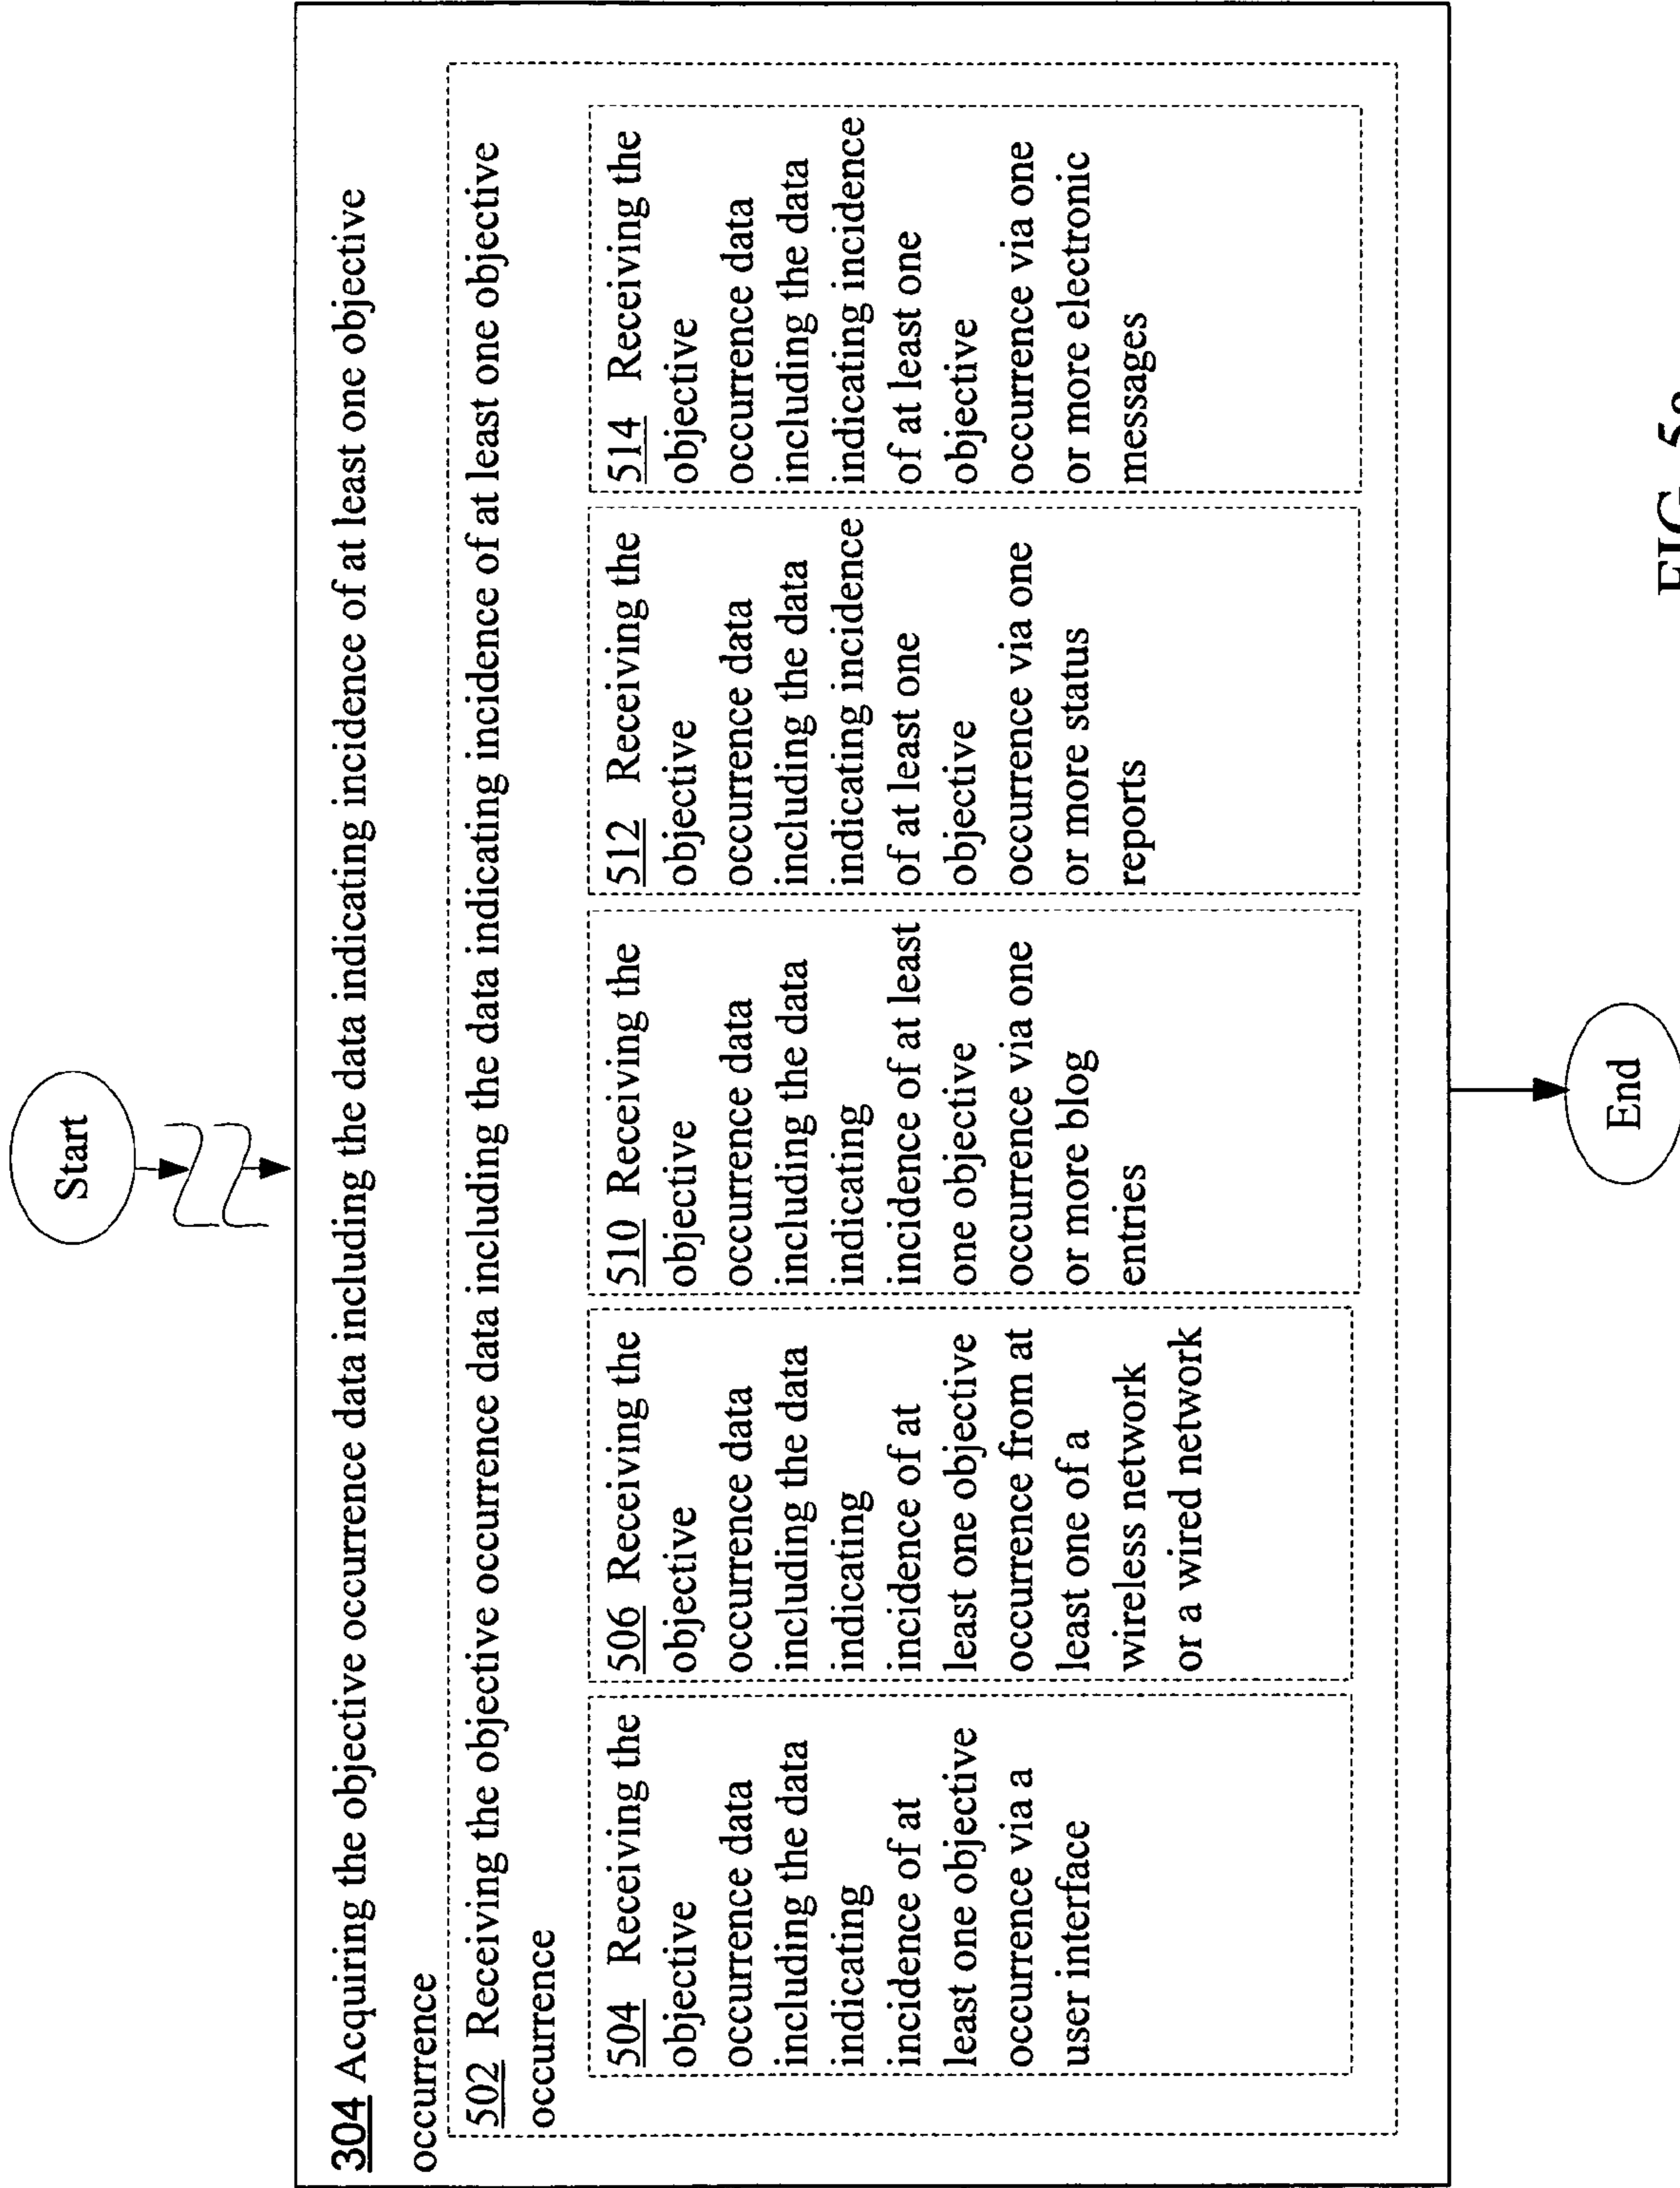 Start
304 Acquiring the objective occurrence data including the data indicating incidence of at least one objective
occurrence
502 Receiving the objective occurrence data including the data indicating incidence of at least one objective
occurrence
504 Receiving the
objective
occurrence data
including the data
indicating
incidence of at
least one objective
occurrence via a
user interface
506 Receiving the
objective
occurrence data
including the data
indicating
incidence of at
least one objective
occurrence from at
least one of a
wireless network
or a wired network
510 Receiving the
objective
occurrence data
including the data
indicating
incidence of at least
one objective
occurrence via one
or more blog
entries
512 Receiving the
objective
occurrence data
including the data
indicating incidence
of at least one
objective
occurrence via one
or more status
reports
514 Receiving the
objective
occurrence data
including the data
indicating incidence
of at least one
objective
occurrence via one
or more electronic
messages
End